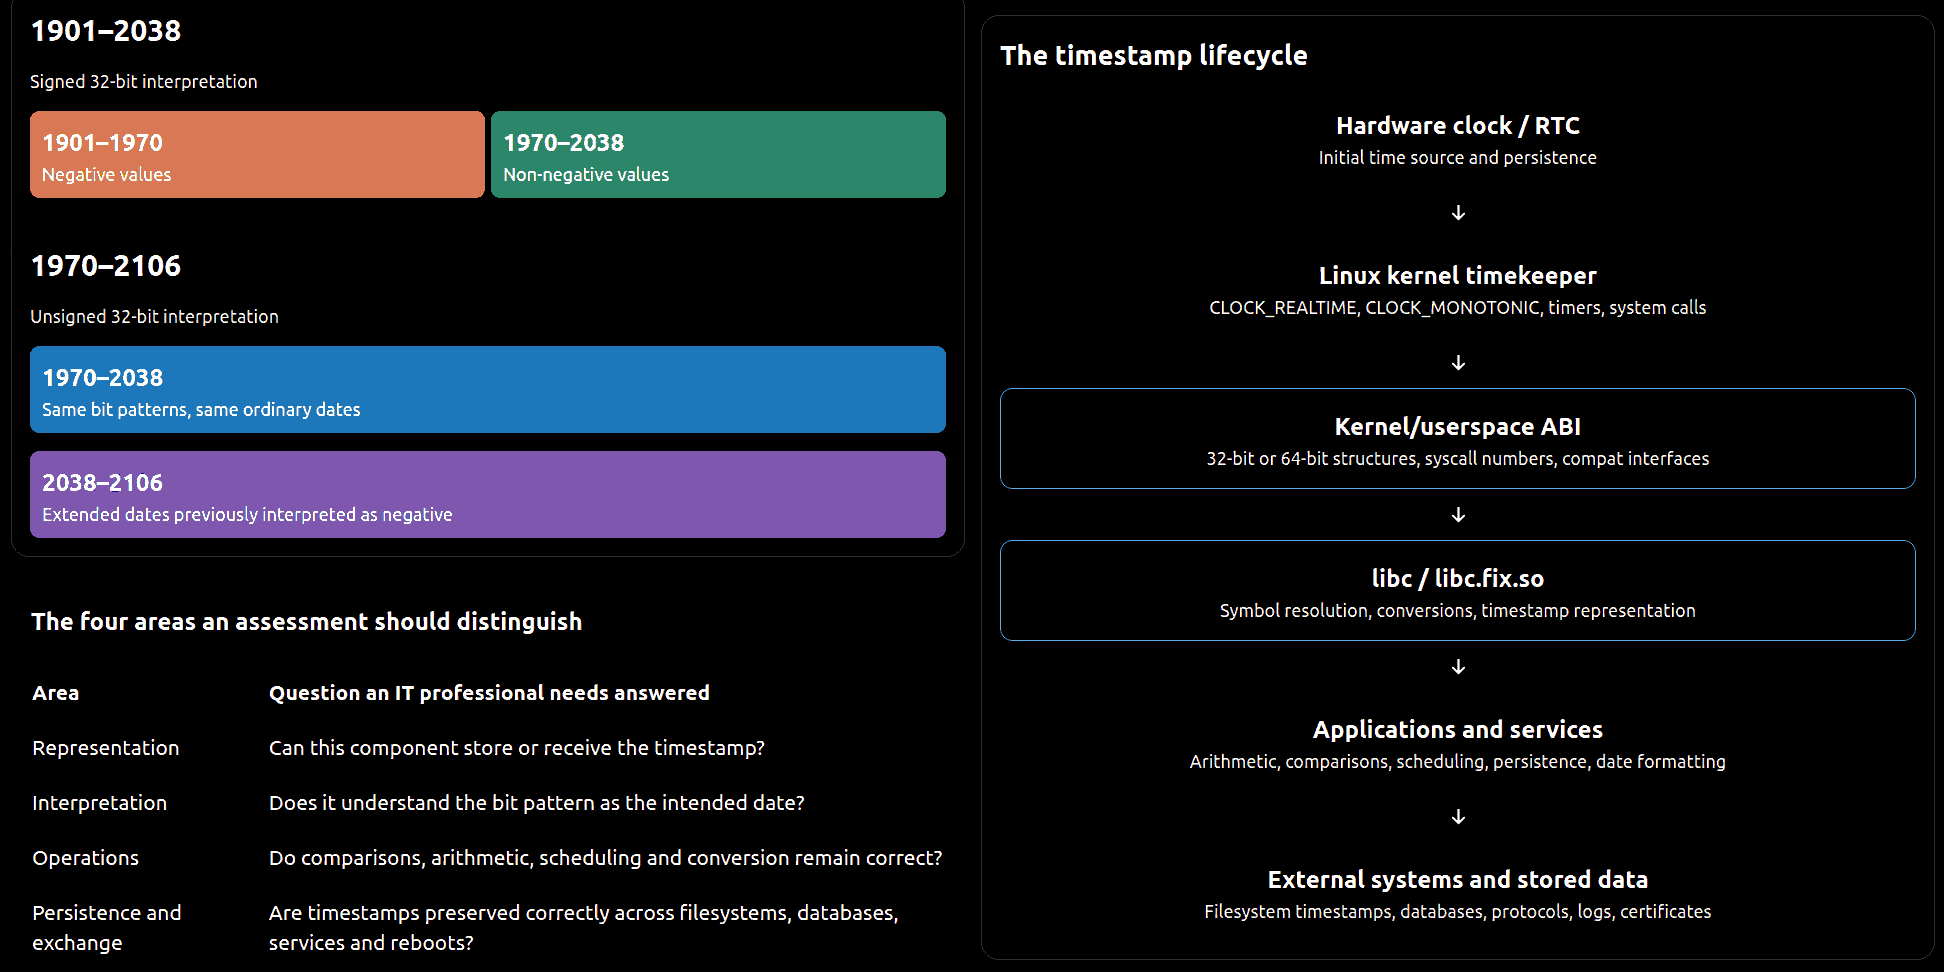 1901–2038
Signed 32-bit interpretation
1901–1970
Negative values
1970–2038
Non-negative values
1970–2106
Unsigned 32-bit interpretation
1970–2038
Same bit patterns, same ordinary dates
2038–2106
Extended dates previously interpreted as negative
The four areas an assessment should distinguish
Area
Question an IT professional needs answered
Representation
Can this component store or receive the timestamp?
Interpretation
Does it understand the bit pattern as the intended date?
Operations
Do comparisons, arithmetic, scheduling and conversion remain correct?
Persistence and
exchange
Are timestamps preserved correctly across filesystems, databases,
services and reboots?
The timestamp lifecycle
Hardware clock / RTC
Initial time source and persistence
↓
Linux kernel timekeeper
CLOCK_REALTIME, CLOCK_MONOTONIC, timers, system calls
↓
Kernel/userspace ABI
32-bit or 64-bit structures, syscall numbers, compat interfaces
↓
libc / libc.fix.so
Symbol resolution, conversions, timestamp representation
↓
Applications and services
Arithmetic, comparisons, scheduling, persistence, date formatting
↓
External systems and stored data
Filesystem timestamps, databases, protocols, logs, certificates